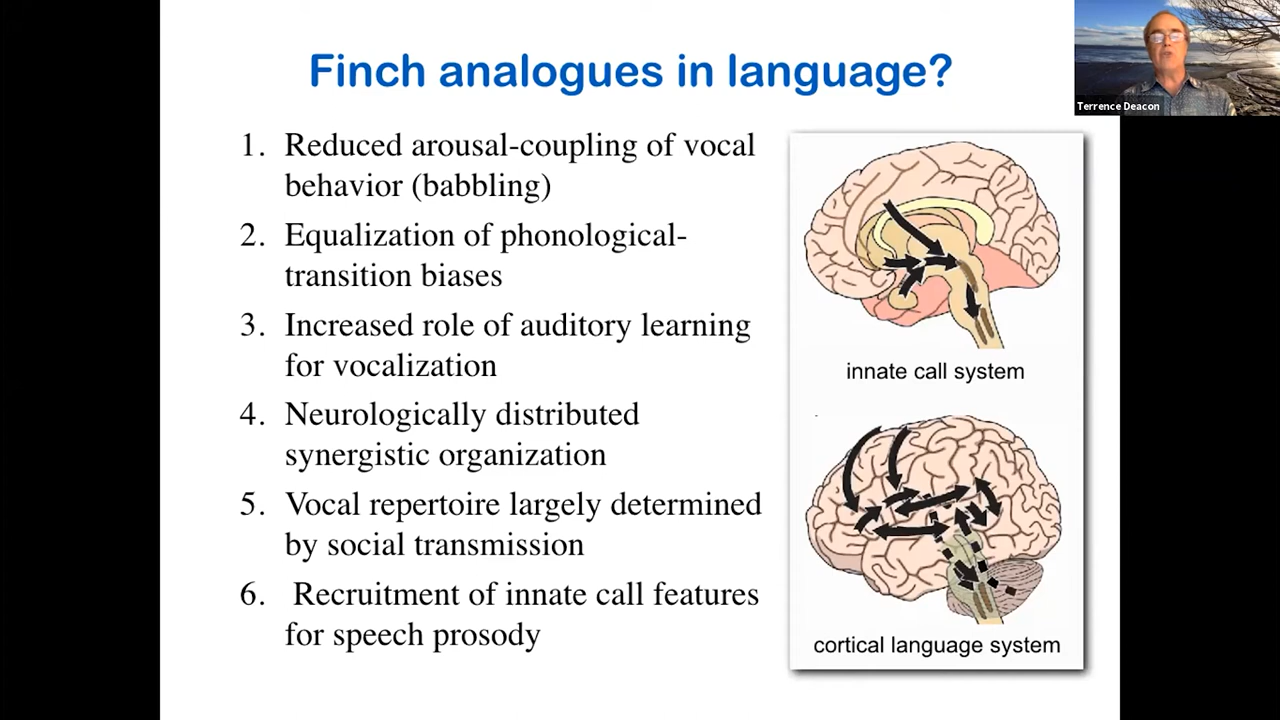 Finch analogues in language?
Terrence Deacon
1. Reduced arousal-coupling of vocal
behavior (babbling)
2. Equalization of phonological-
transition biases
3. Increased role of auditory learning
for vocalization
4. Neurologically distributed
synergistic organization
5. Vocal repertoire largely determined
by social transmission
6. Recruitment of innate call features
for speech prosody
innate call system
cortical language system